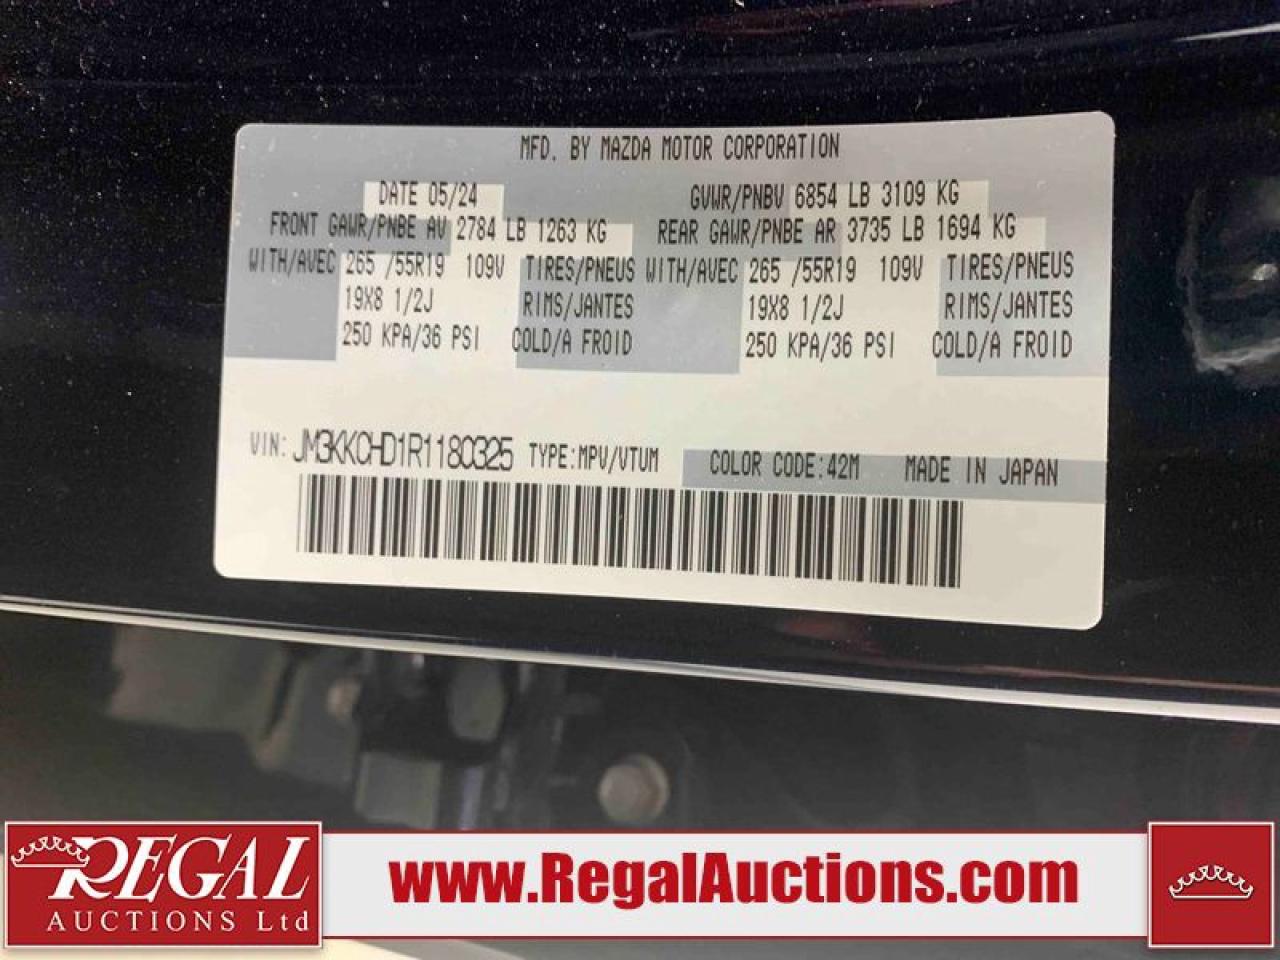 MFD. BY MAZDA MOTOR CORPORATION
DATE 05/24 GVWR/PNBV 6854 LB 3109 KG
FRONT GAWR/PNBE AV 2784 LB 1263 KG REAR GAWR/PNBE AR 3735 LB 1694 KG
WITH/AVEC 265 /55R19 109V TIRES/PNEUS WITH/AVEC 265 /55R19 109V TIRES/PNEUS
19X8 1/2J RIMS/JANTES 19X8 1/2J RIMS/JANTES
250 KPA/36 PSI COLD/A FROID 250 KPA/36 PSI COLD/A FROID
VIN: JM3KKCHD1R1180325 TYPE:MPV/VTUM COLOR CODE:42M MADE IN JAPAN
REGAL
AUCTIONS Ltd
www.RegalAuctions.com